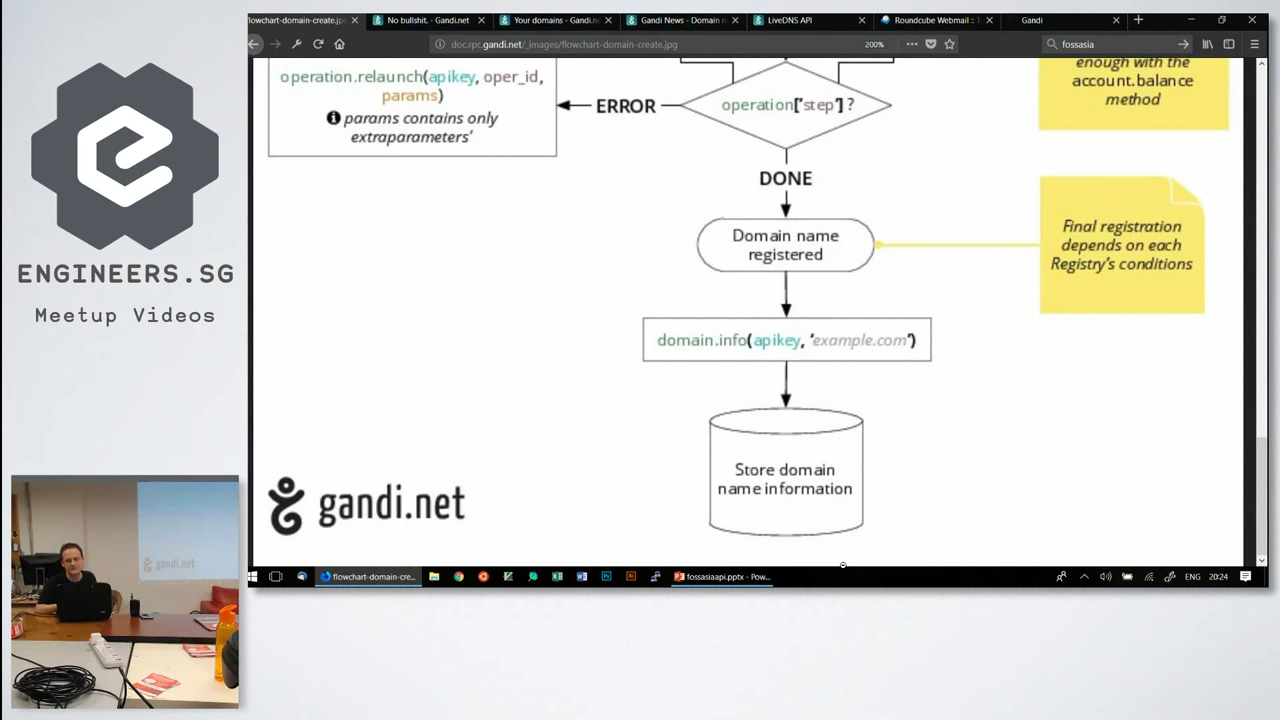 ENGINEERS.SG
Meetup Videos
flowchart-domain-create.jpg
No bullshit. - Gandi.net
Your domains - Gandi.ne
Gandi News - Domain n
LiveDNS API
Roundcube Webmail ::
Gandi
doc.rpc.gandi.net/_images/flowchart-domain-create.jpg
200%
fossasia
operation.relaunch(apikey, oper_id,
params)
params contains only
extraparameters'
ERROR
operation['step'] ?
enough with the
account.balance
method
DONE
Domain name
registered
Final registration
depends on each
Registry's conditions
domain.info(apikey, 'example.com')
Store domain
name information
gandi.net
flowchart-domain-cre...
fossasiaapi.pptx - Pow...
ENG
20:24
gandi.net